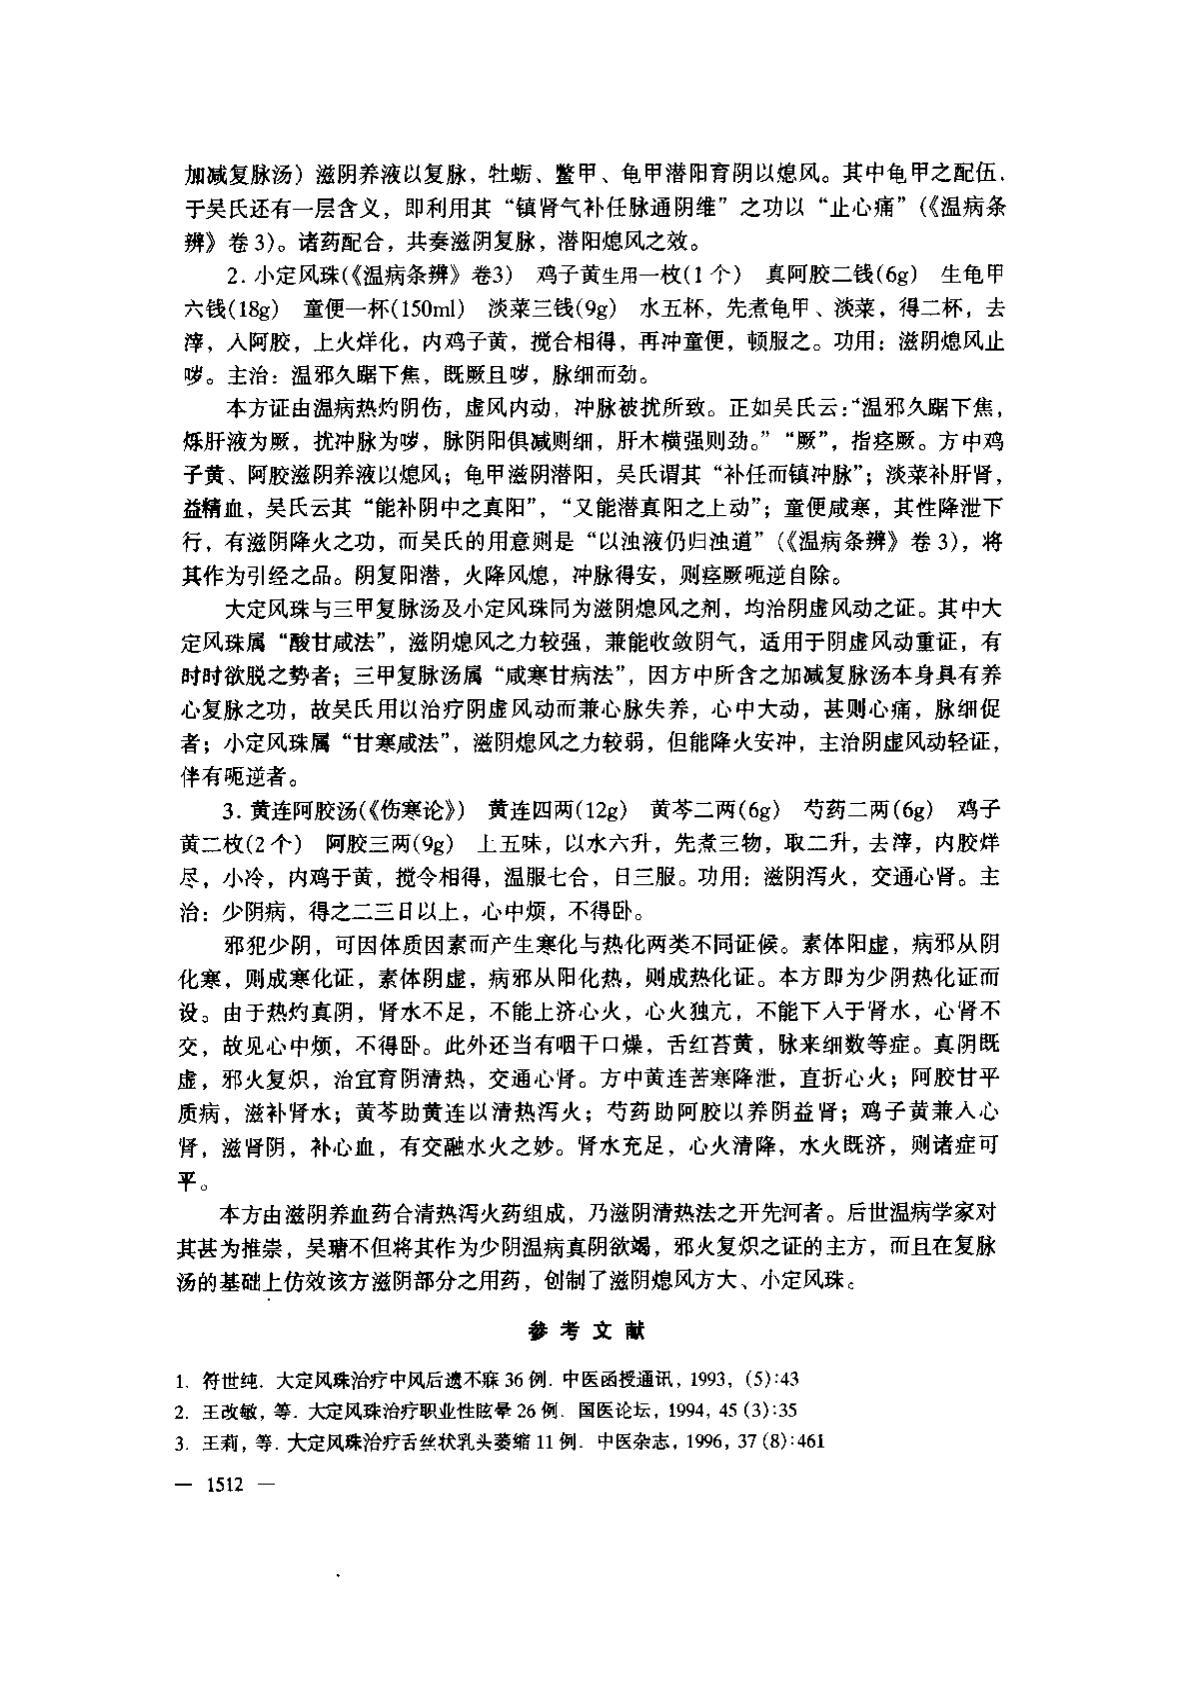 加减复脉汤）滋阴养液以复脉，牡蛎、鳖甲、龟甲潜阳育阴以熄风。其中龟甲之配伍，
于吴氏还有一层含义，即利用其“镇肾气补任脉通阴维”之功以“止心痛”（《温病条
辨》卷3）。诸药配合，共奏滋阴复脉，潜阳熄风之效。
2. 小定风珠（《温病条辨》卷3） 鸡子黄生用一枚（1个） 真阿胶二钱（6g） 生龟甲
六钱（18g） 童便一杯（150ml） 淡菜三钱（9g） 水五杯，先煮龟甲、淡菜，得二杯，去
滓，入阿胶，上火烊化，内鸡子黄，搅合相得，再冲童便，顿服之。功用：滋阴熄风止
哕。主治：温邪久踞下焦，既厥且哕，脉细而劲。
本方证由温病热灼阴伤，虚风内动，冲脉被扰所致。正如吴氏云：“温邪久踞下焦，
烁肝液为厥，扰冲脉为哕，脉阴阳俱减则细，肝木横强则劲。”“厥”，指痉厥。方中鸡
子黄、阿胶滋阴养液以熄风；龟甲滋阴潜阳，吴氏谓其“补任而镇冲脉”；淡菜补肝肾，
益精血，吴氏云其“能补阴中之真阳”，“又能潜真阳之上动”；童便咸寒，其性降泄下
行，有滋阴降火之功，而吴氏的用意则是“以浊液仍归浊道”（《温病条辨》卷3），将
其作为引经之品。阴复阳潜，火降风熄，冲脉得安，则痉厥呃逆自除。
大定风珠与三甲复脉汤及小定风珠同为滋阴熄风之剂，均治阴虚风动之证。其中大
定风珠属“酸甘咸法”，滋阴熄风之力较强，兼能收敛阴气，适用于阴虚风动重证，有
时时欲脱之势者；三甲复脉汤属“咸寒甘病法”，因方中所含之加减复脉汤本身具有养
心复脉之功，故吴氏用以治疗阴虚风动而兼心脉失养，心中大动，甚则心痛，脉细促
者；小定风珠属“甘寒咸法”，滋阴熄风之力较弱，但能降火安冲，主治阴虚风动轻证，
伴有呃逆者。
3. 黄连阿胶汤（《伤寒论》） 黄连四两（12g） 黄芩二两（6g） 芍药二两（6g） 鸡子
黄二枚（2个） 阿胶三两（9g） 上五味，以水六升，先煮三物，取二升，去滓，内胶烊
尽，小冷，内鸡于黄，搅令相得，温服七合，日三服。功用：滋阴泻火，交通心肾。主
治：少阴病，得之二三日以上，心中烦，不得卧。
邪犯少阴，可因体质因素而产生寒化与热化两类不同证候。素体阳虚，病邪从阴
化寒，则成寒化证，素体阴虚，病邪从阳化热，则成热化证。本方即为少阴热化证而
设。由于热灼真阴，肾水不足，不能上济心火，心火独亢，不能下入于肾水，心肾不
交，故见心中烦，不得卧。此外还当有咽干口燥，舌红苔黄，脉来细数等症。真阴既
虚，邪火复炽，治宜育阴清热，交通心肾。方中黄连苦寒降泄，直折心火；阿胶甘平
质病，滋补肾水；黄芩助黄连以清热泻火；芍药助阿胶以养阴益肾；鸡子黄兼入心
肾，滋肾阴，补心血，有交融水火之妙。肾水充足，心火清降，水火既济，则诸症可
平。
本方由滋阴养血药合清热泻火药组成，乃滋阴清热法之开先河者。后世温病学家对
其甚为推崇，吴瑭不但将其作为少阴温病真阴欲竭，邪火复炽之证的主方，而且在复脉
汤的基础上仿效该方滋阴部分之用药，创制了滋阴熄风方大、小定风珠。
参 考 文 献
1. 符世纯. 大定风珠治疗中风后遗不寐 36 例. 中医函授通讯，1993，(5):43
2. 王改敏，等. 大定风珠治疗职业性眩晕 26 例. 国医论坛，1994，45 (3):35
3. 王莉，等. 大定风珠治疗舌丝状乳头萎缩 11 例. 中医杂志，1996，37 (8):461
— 1512 —